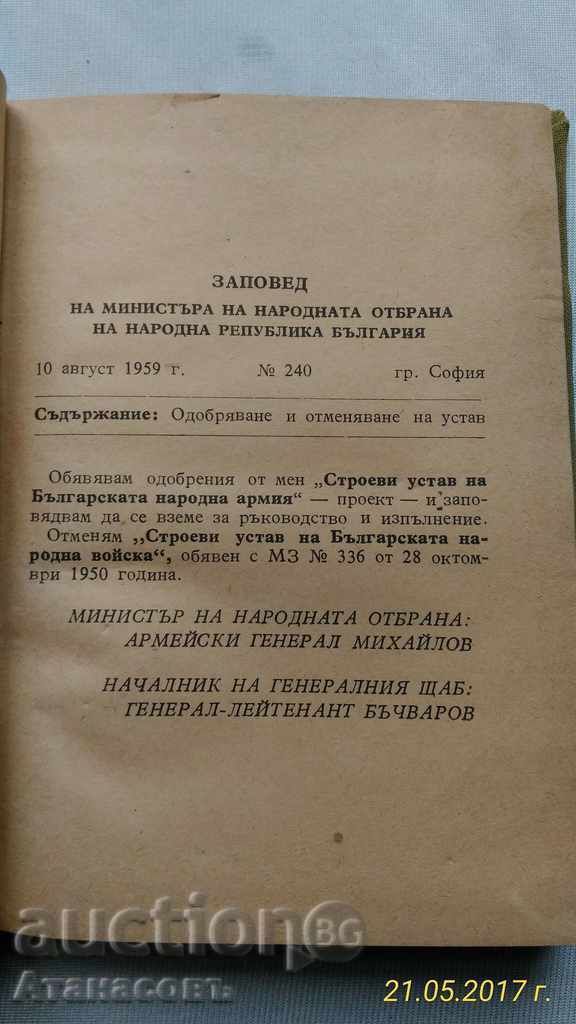 ЗАПОВЕД
НА МИНИСТЪРА НА НАРОДНАТА ОТБРАНА
НА НАРОДНА РЕПУБЛИКА БЪЛГАРИЯ
10 август 1959 г. № 240 гр. София
Съдържание: Одобряване и отменяване на устав
Обявявам одобрения от мен „Строеви устав на
Българската народна армия“ — проект — и запо-
вядвам да се вземе за ръководство и изпълнение.
Отменям „Строеви устав на Българската на-
родна войска“, обявен с МЗ № 336 от 28 октом-
ври 1950 година.
МИНИСТЪР НА НАРОДНАТА ОТБРАНА:
АРМЕЙСКИ ГЕНЕРАЛ МИХАЙЛОВ
НАЧАЛНИК НА ГЕНЕРАЛНИЯ ЩАБ:
ГЕНЕРАЛ-ЛЕЙТЕНАНТ БЪЧВАРОВ
auctionBG
Атанасовъ
21.05.2017 г.